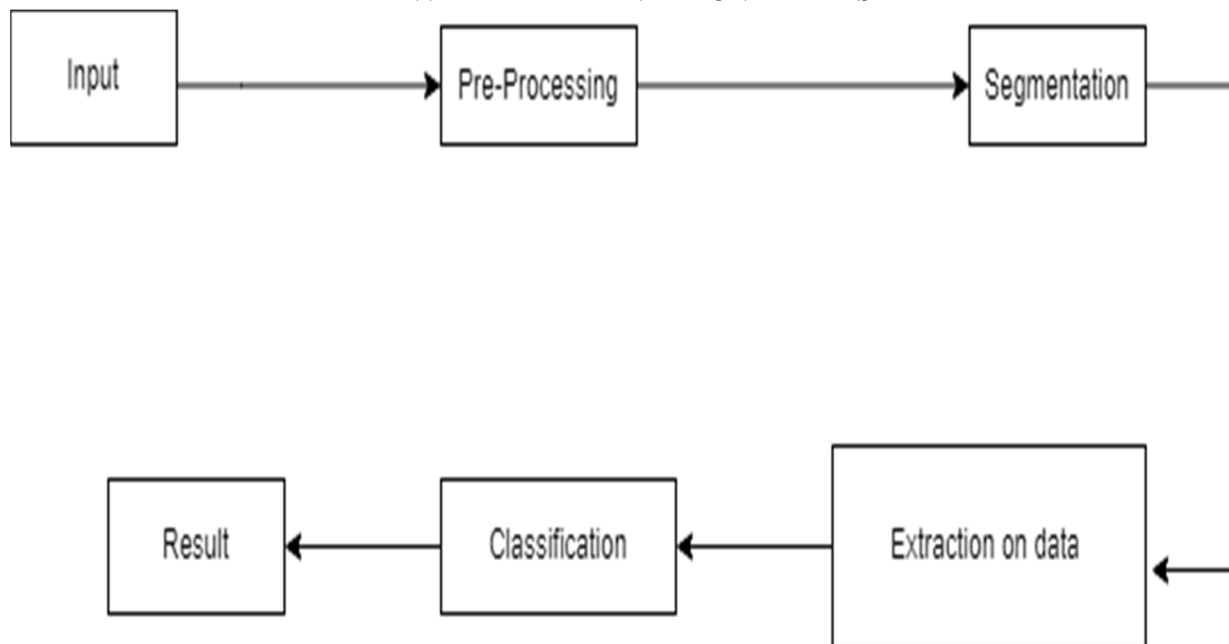 Input
Pre-Processing
Segmentation
Extraction on data
Classification
Result